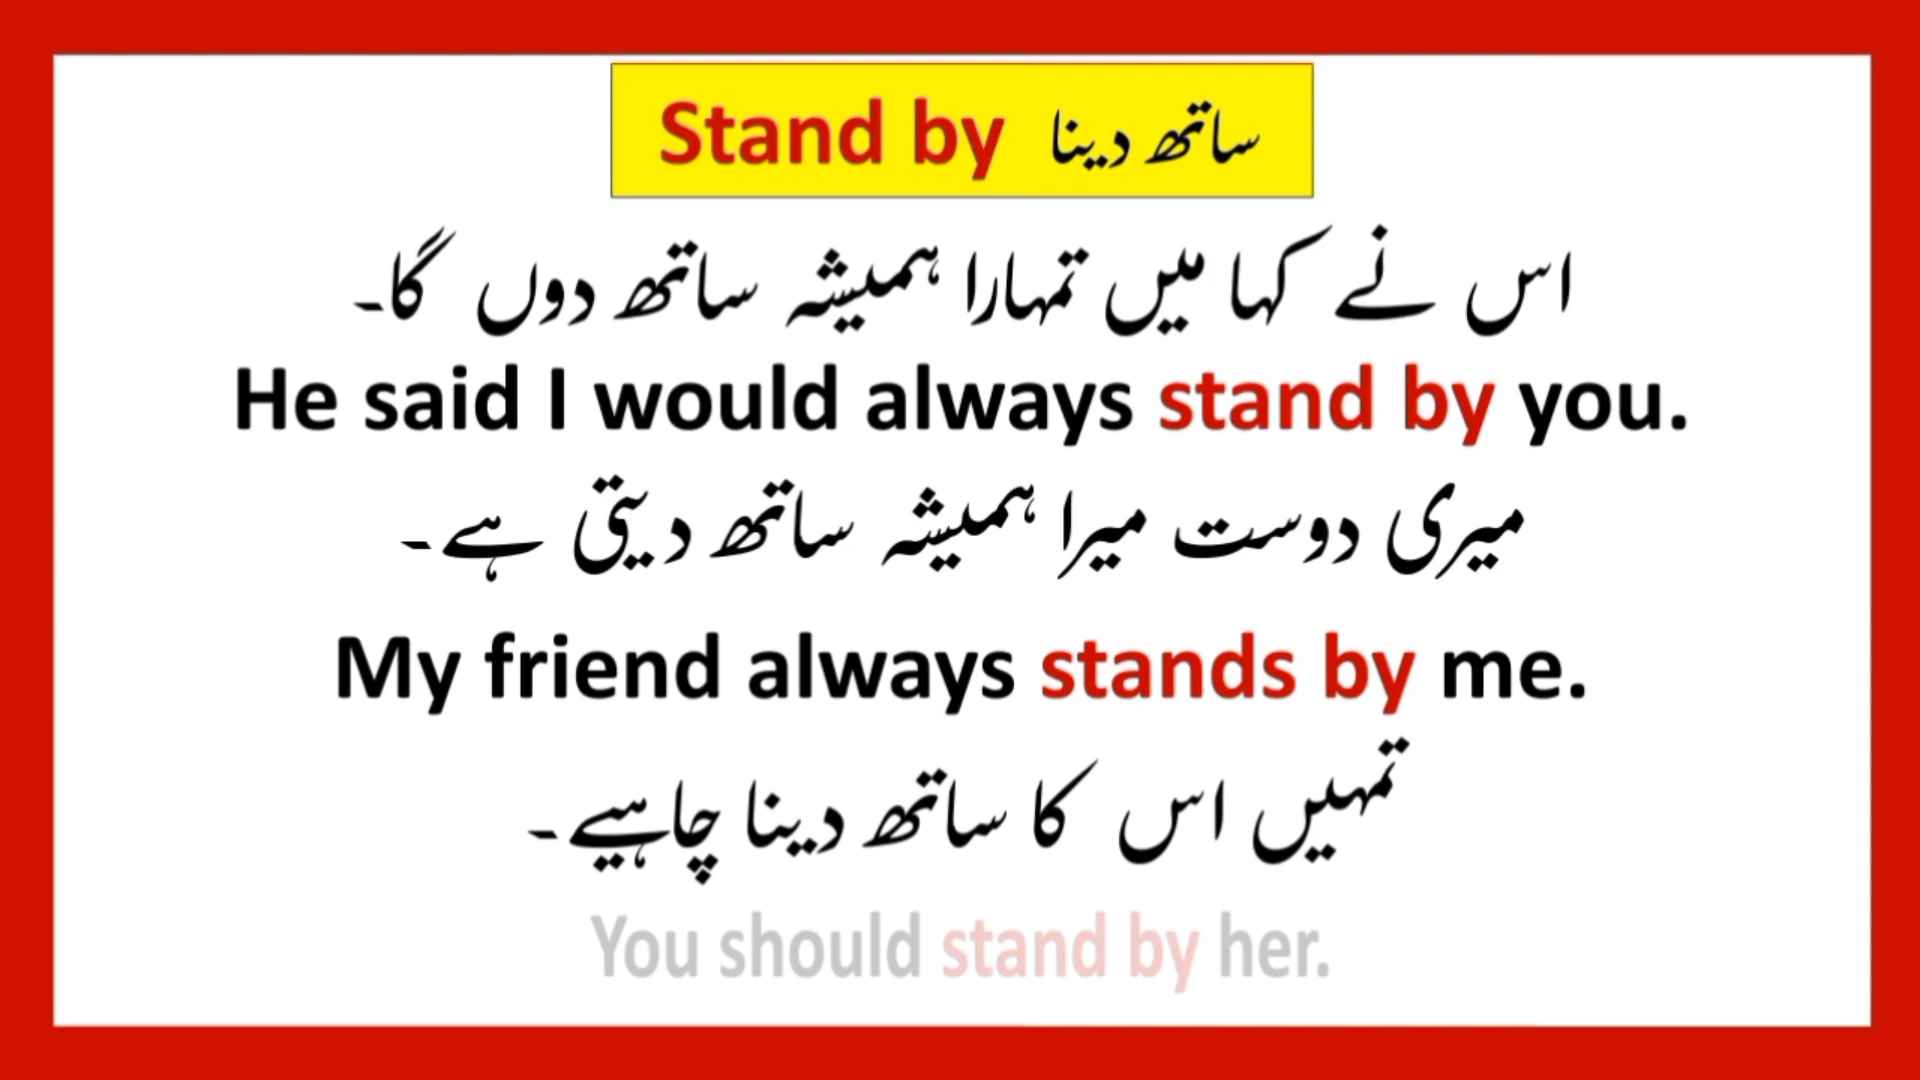 Stand by ساتھ دینا
اس نے کہا میں تمہارا ہمیشہ ساتھ دوں گا۔
He said I would always stand by you.
میری دوست میرا ہمیشہ ساتھ دیتی ہے۔
My friend always stands by me.
تمہیں اس کا ساتھ دینا چاہیے۔
You should stand by her.